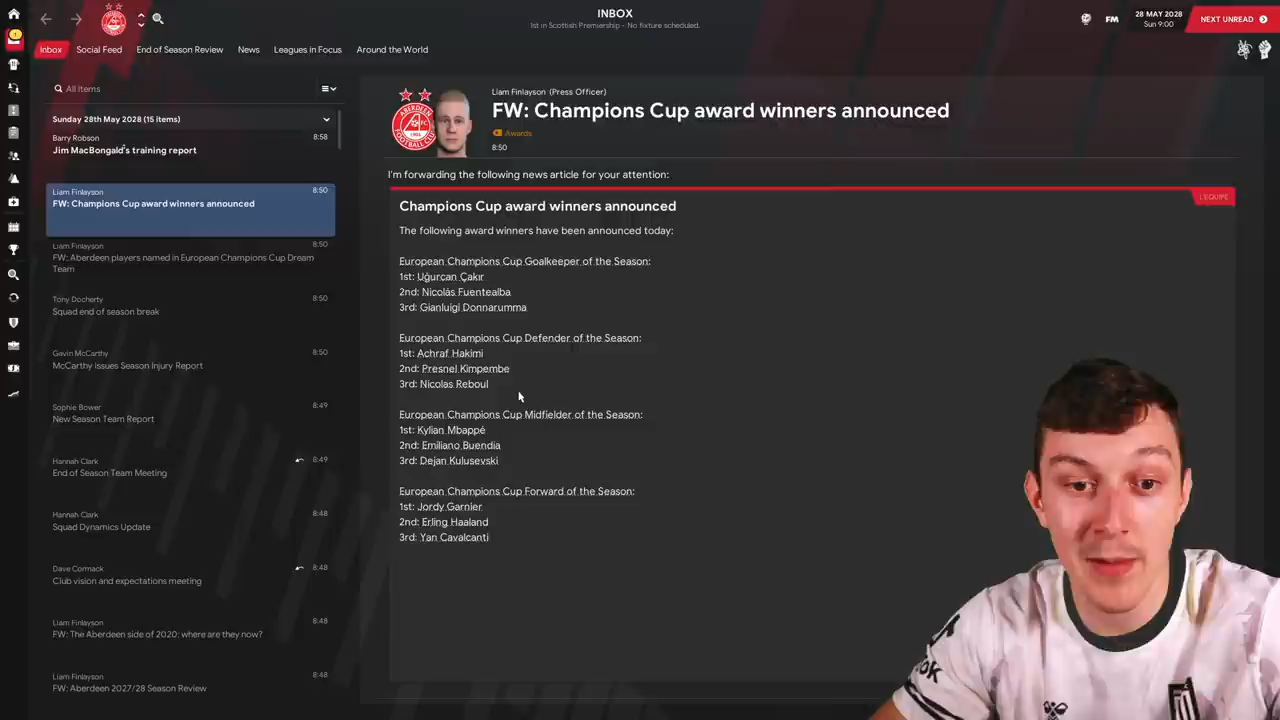 INBOX
1st in Scottish Premiership - No fixture scheduled.
FM
28 MAY 2028
Sun 9:00
NEXT UNREAD
Inbox
Social Feed
End of Season Review
News
Leagues in Focus
Around the World
All Items
Sunday 28th May 2028 (15 items)
Barry Robson
8:58
Jim MacBongald's training report
Liam Finlayson
8:50
FW: Champions Cup award winners announced
Liam Finlayson
8:50
FW: Aberdeen players named in European Champions Cup Dream
Team
Tony Docherty
8:50
Squad end of season break
Gavin McCarthy
8:50
McCarthy Issues Season Injury Report
Sophie Bower
8:49
New Season Team Report
Hannah Clark
8:49
End of Season Team Meeting
Hannah Clark
8:48
Squad Dynamics Update
Dave Cormack
8:48
Club vision and expectations meeting
Liam Finlayson
8:48
FW: The Aberdeen side of 2020: where are they now?
Liam Finlayson
8:48
FW: Aberdeen 2027/28 Season Review
ABERDEEN
1903
FOOTBALL CLUB
Liam Finlayson (Press Officer)
FW: Champions Cup award winners announced
Awards
8:50
I'm forwarding the following news article for your attention:
L'EQUIPE
Champions Cup award winners announced
The following award winners have been announced today:
European Champions Cup Goalkeeper of the Season:
1st: Uğurcan Çakır
2nd: Nicolás Fuentealba
3rd: Gianluigi Donnarumma
European Champions Cup Defender of the Season:
1st: Achraf Hakimi
2nd: Presnel Kimpembe
3rd: Nicolas Reboul
European Champions Cup Midfielder of the Season:
1st: Kylian Mbappé
2nd: Emiliano Buendía
3rd: Dejan Kulusevski
European Champions Cup Forward of the Season:
1st: Jordy Garnier
2nd: Erling Haaland
3rd: Yan Cavalcanti